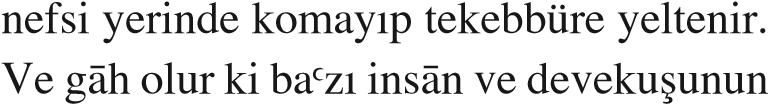 nefsi yerinde komayıp tekebbüre yeltenir.
Ve gāh olur ki baᶜzı insān ve devekuşunun